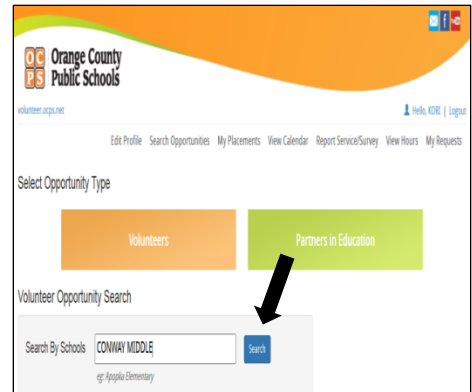 OC Orange County
PS Public Schools
volunteer.ocps.net
Hello, KORI | Logout
Edit Profile Search Opportunities My Placements View Calendar Report Service/Survey View Hours My Requests
Select Opportunity Type
Volunteers
Partners in Education
Volunteer Opportunity Search
Search By Schools CONWAY MIDDLE Search
eg: Apopka Elementary